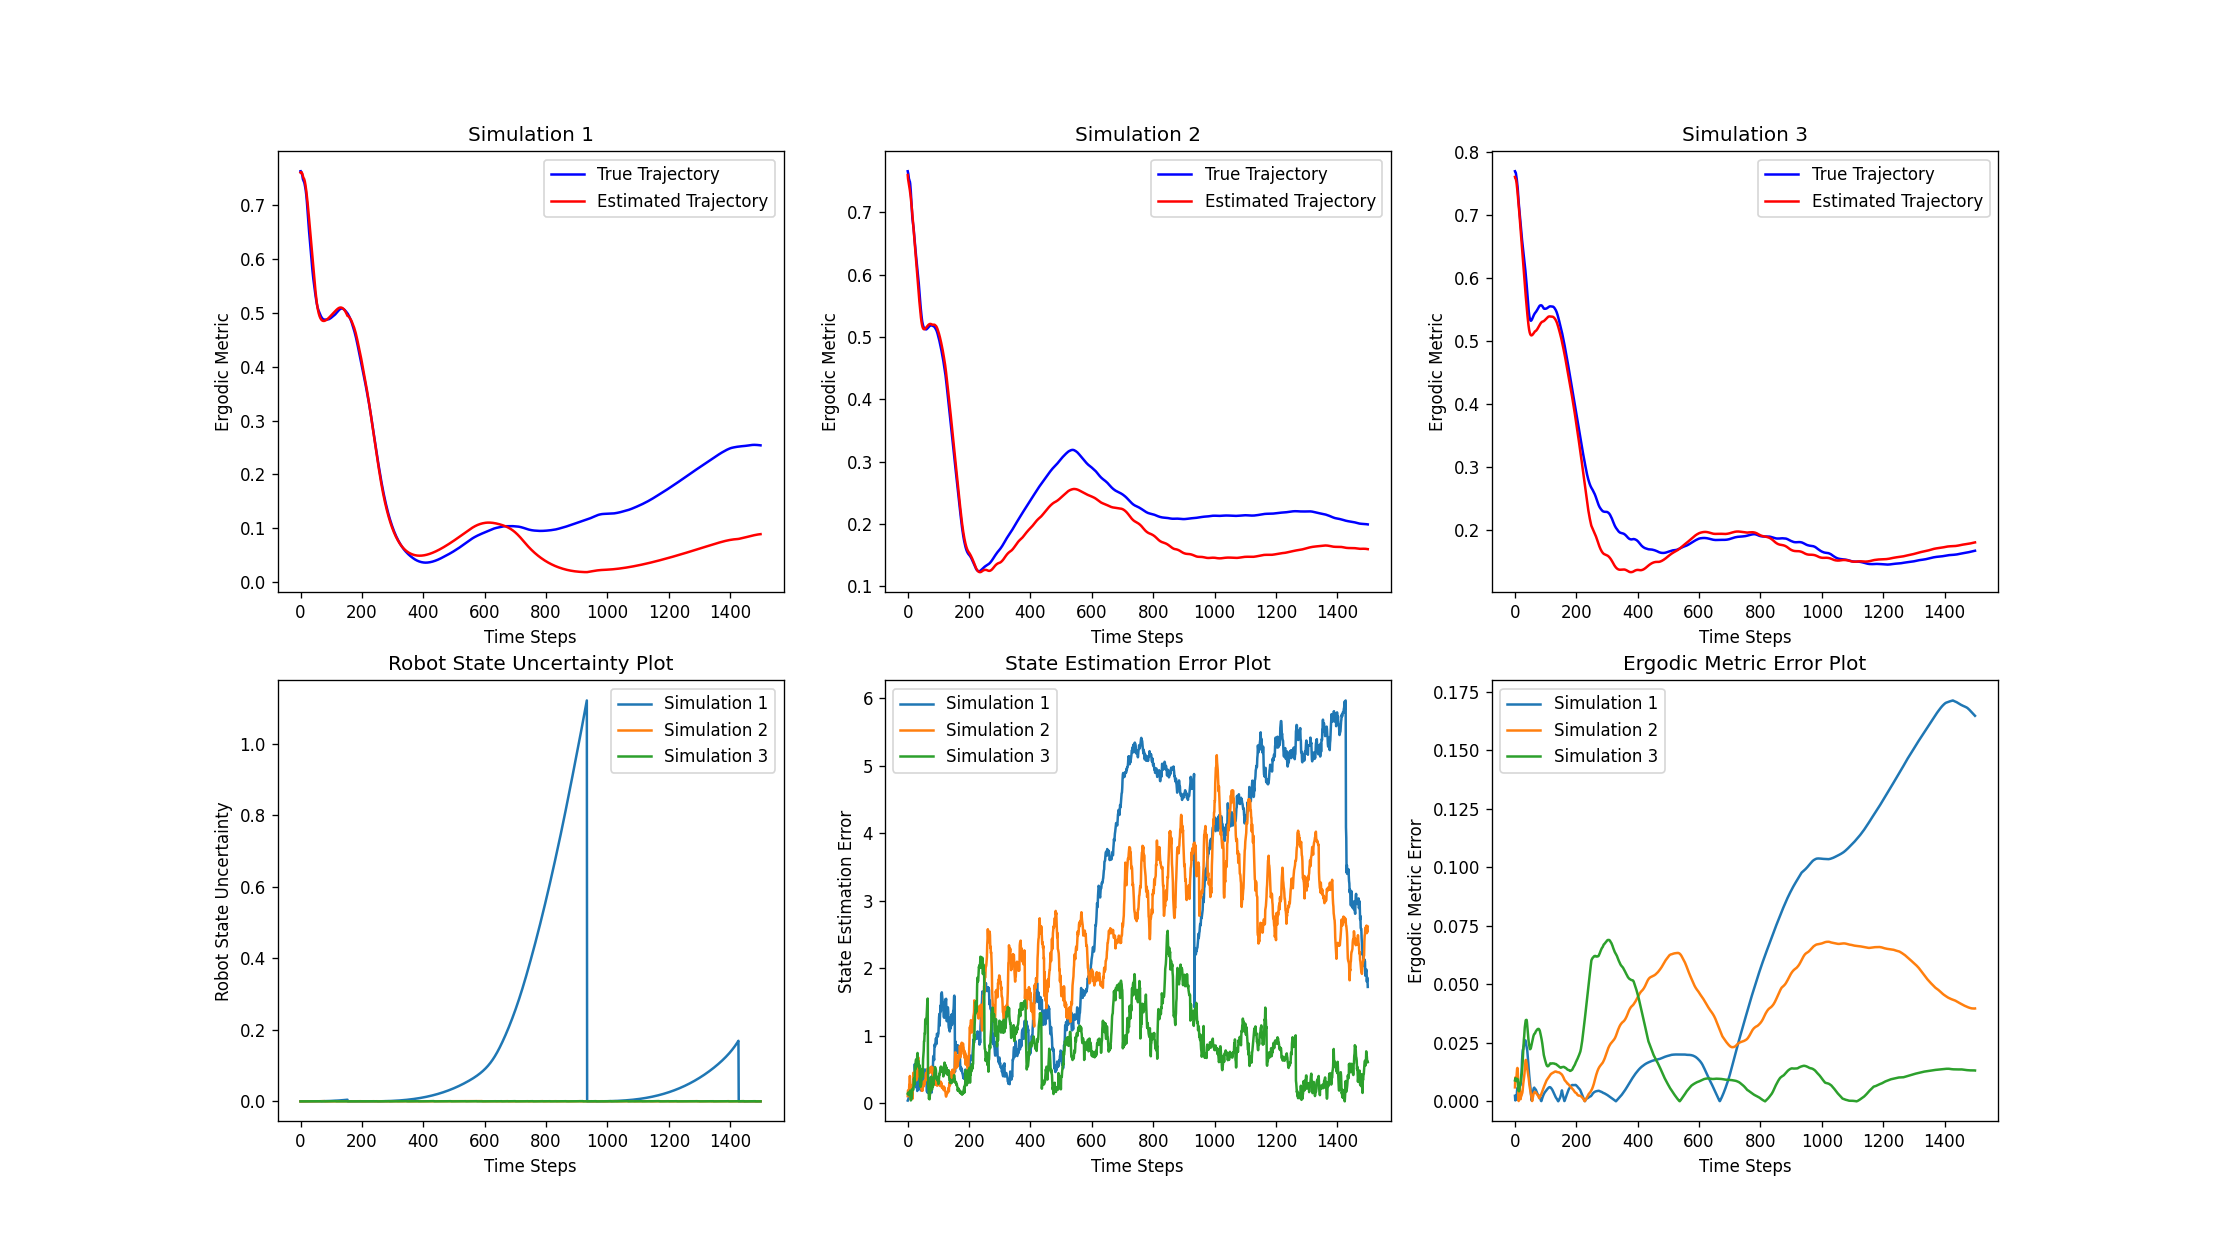 Simulation 1
True Trajectory
Estimated Trajectory
Ergodic Metric
0.7
0.6
0.5
0.4
0.3
0.2
0.1
0.0
0 200 400 600 800 1000 1200 1400
Time Steps
Simulation 2
True Trajectory
Estimated Trajectory
Ergodic Metric
0.7
0.6
0.5
0.4
0.3
0.2
0.1
0 200 400 600 800 1000 1200 1400
Time Steps
Simulation 3
True Trajectory
Estimated Trajectory
Ergodic Metric
0.8
0.7
0.6
0.5
0.4
0.3
0.2
0 200 400 600 800 1000 1200 1400
Time Steps
Robot State Uncertainty Plot
Simulation 1
Simulation 2
Simulation 3
Robot State Uncertainty
1.0
0.8
0.6
0.4
0.2
0.0
0 200 400 600 800 1000 1200 1400
Time Steps
State Estimation Error Plot
Simulation 1
Simulation 2
Simulation 3
State Estimation Error
6
5
4
3
2
1
0
0 200 400 600 800 1000 1200 1400
Time Steps
Ergodic Metric Error Plot
Simulation 1
Simulation 2
Simulation 3
Ergodic Metric Error
0.175
0.150
0.125
0.100
0.075
0.050
0.025
0.000
0 200 400 600 800 1000 1200 1400
Time Steps